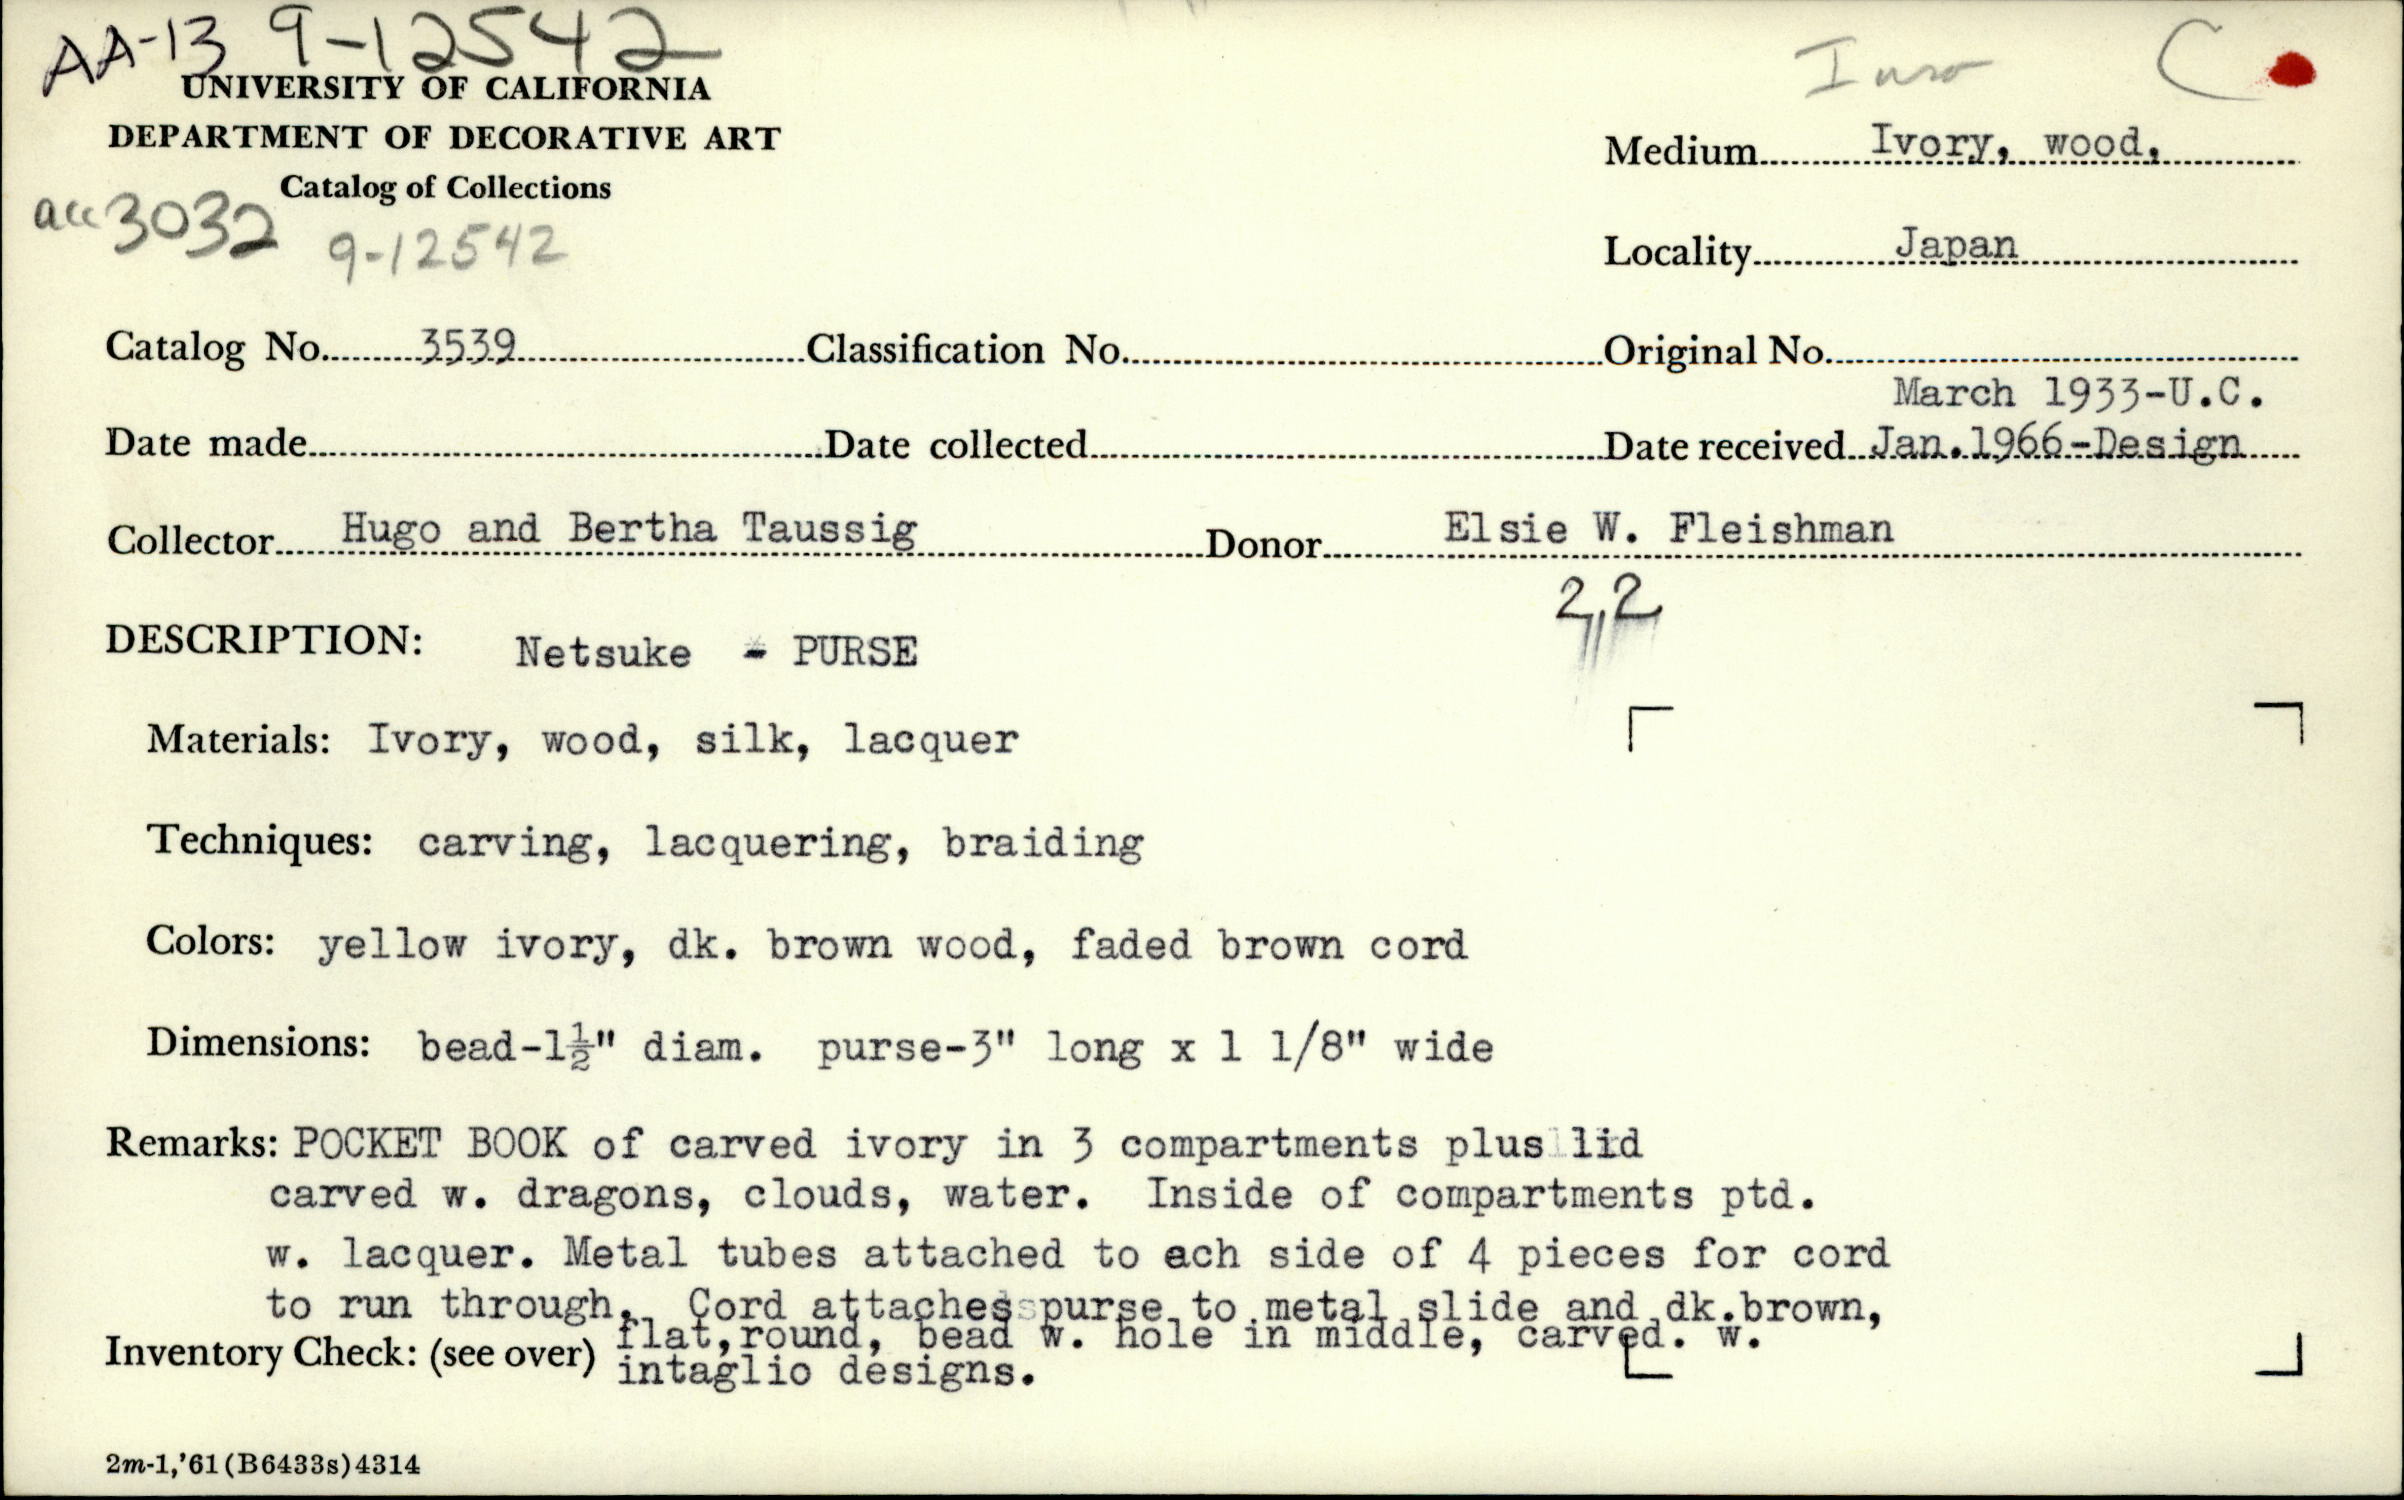 AA-13 9-12542
Inro C
UNIVERSITY OF CALIFORNIA
DEPARTMENT OF DECORATIVE ART
Catalog of Collections
acc 3032
9-12542
Medium Ivory, wood,
Locality Japan
Catalog No. 3539 Classification No. Original No.
March 1933-U.C.
Date made Date collected Date received Jan.1966-Design
Collector Hugo and Bertha Taussig Donor Elsie W. Fleishman
2,2
DESCRIPTION: Netsuke - PURSE
Materials: Ivory, wood, silk, lacquer
Techniques: carving, lacquering, braiding
Colors: yellow ivory, dk. brown wood, faded brown cord
Dimensions: bead-1½" diam. purse-3" long x 1 1/8" wide
Remarks: POCKET BOOK of carved ivory in 3 compartments plus lid
carved w. dragons, clouds, water. Inside of compartments ptd.
w. lacquer. Metal tubes attached to ech side of 4 pieces for cord
to run through. Cord attaches purse to metal slide and dk.brown,
flat,round, bead w. hole in middle, carved. w.
Inventory Check: (see over) intaglio designs.
2m-1,'61(B6433s)4314